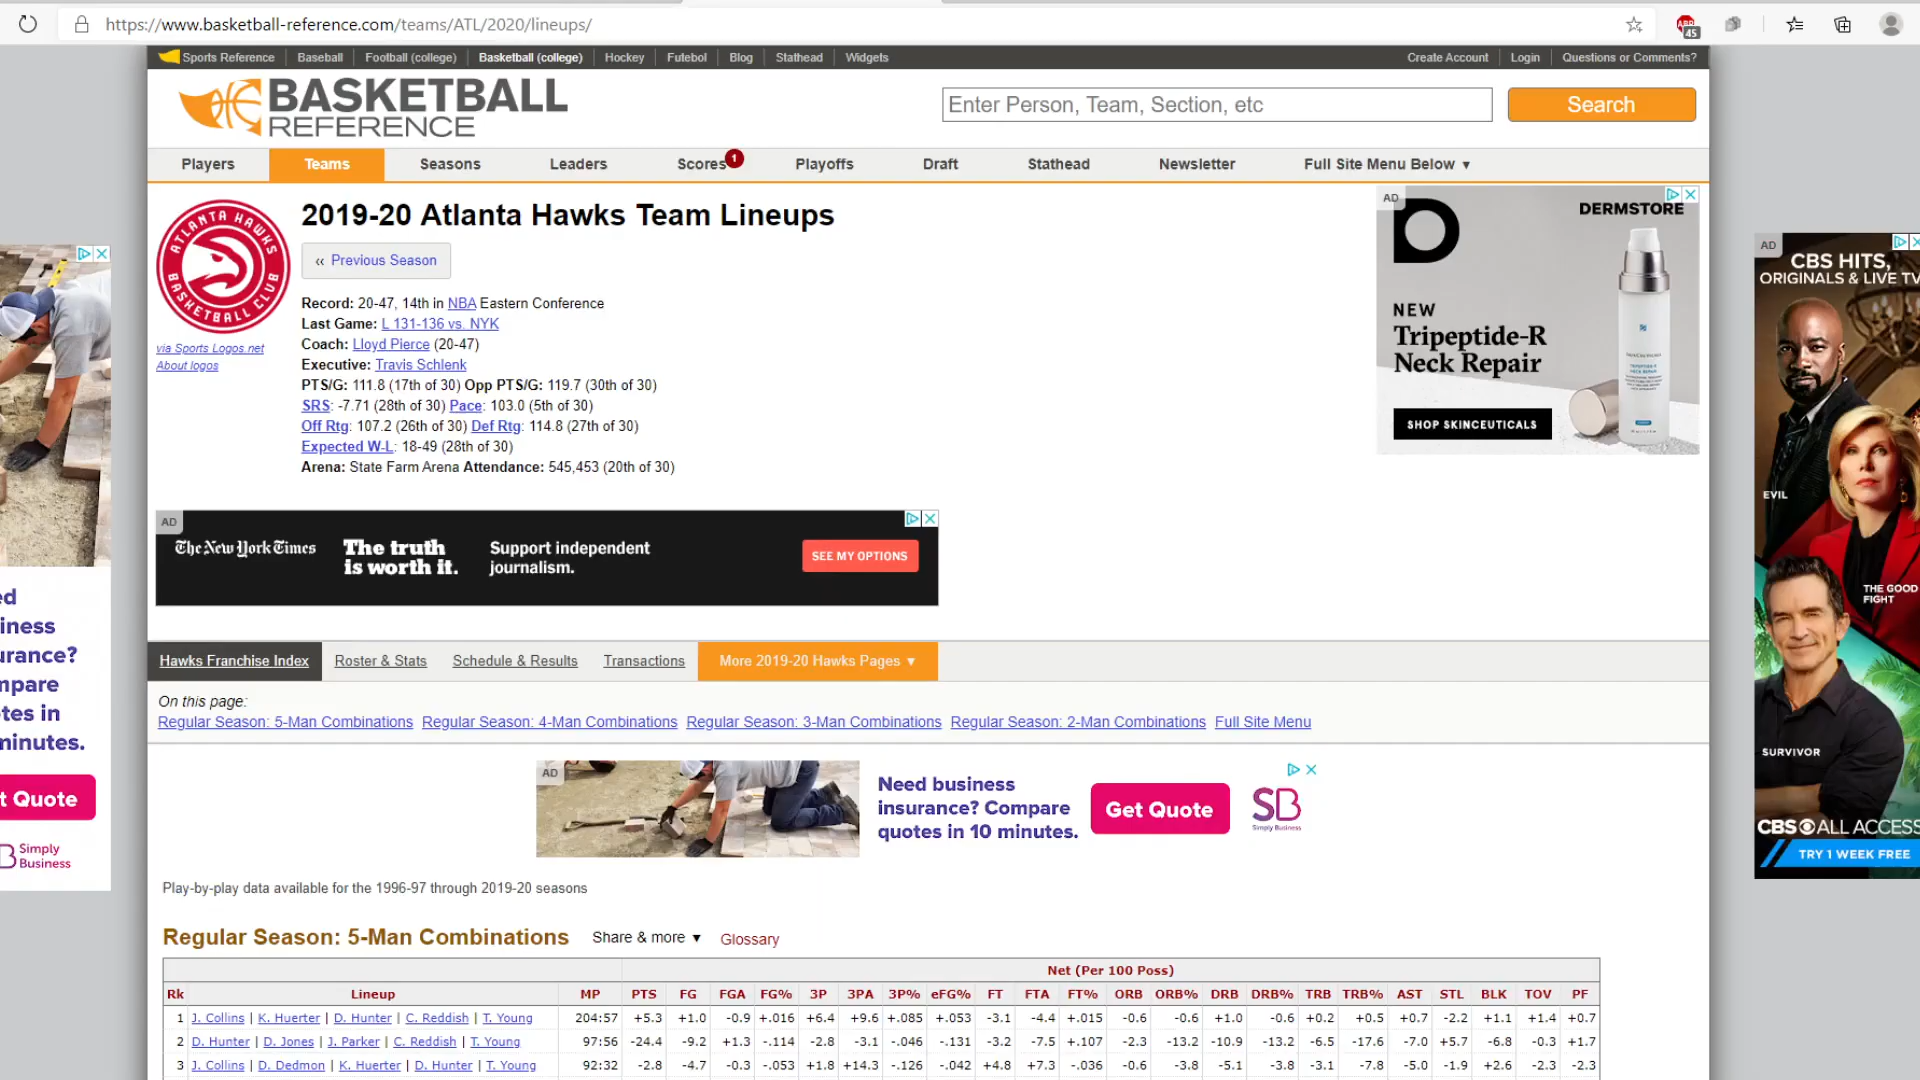 https://www.basketball-reference.com/teams/ATL/2020/lineups/
45
Sports Reference Baseball Football (college) Basketball (college) Hockey Futebol Blog Stathead Widgets Create Account Login Questions or Comments?
BASKETBALL
REFERENCE
Enter Person, Team, Section, etc
Search
Players Teams Seasons Leaders Scores 1 Playoffs Draft Stathead Newsletter Full Site Menu Below ▼
ATLANTA HAWKS
BASKETBALL CLUB
via Sports Logos.net
About logos
2019-20 Atlanta Hawks Team Lineups
‹‹ Previous Season
Record: 20-47, 14th in NBA Eastern Conference
Last Game: L 131-136 vs. NYK
Coach: Lloyd Pierce (20-47)
Executive: Travis Schlenk
PTS/G: 111.8 (17th of 30) Opp PTS/G: 119.7 (30th of 30)
SRS: -7.71 (28th of 30) Pace: 103.0 (5th of 30)
Off Rtg: 107.2 (26th of 30) Def Rtg: 114.8 (27th of 30)
Expected W-L: 18-49 (28th of 30)
Arena: State Farm Arena Attendance: 545,453 (20th of 30)
AD
DERMSTORE
NEW
Tripeptide-R
Neck Repair
SHOP SKINCEUTICALS
AD
CBS HITS,
ORIGINALS & LIVE TV
EVIL
THE GOOD
FIGHT
SURVIVOR
CBS ALL ACCESS
TRY 1 WEEK FREE
ed
iness
urance?
mpare
tes in
minutes.
t Quote
Simply
Business
AD
The New York Times
The truth
is worth it.
Support independent
journalism.
SEE MY OPTIONS
Hawks Franchise Index Roster & Stats Schedule & Results Transactions More 2019-20 Hawks Pages ▼
On this page:
Regular Season: 5-Man Combinations Regular Season: 4-Man Combinations Regular Season: 3-Man Combinations Regular Season: 2-Man Combinations Full Site Menu
AD
Need business
insurance? Compare
quotes in 10 minutes.
Get Quote
SB
Simply Business
Play-by-play data available for the 1996-97 through 2019-20 seasons
Regular Season: 5-Man Combinations Share & more ▼ Glossary
Net (Per 100 Poss)
Rk Lineup MP PTS FG FGA FG% 3P 3PA 3P% eFG% FT FTA FT% ORB ORB% DRB DRB% TRB TRB% AST STL BLK TOV PF
1 J. Collins | K. Huerter | D. Hunter | C. Reddish | T. Young 204:57 +5.3 +1.0 -0.9 +.016 +6.4 +9.6 +.085 +.053 -3.1 -4.4 +.015 -0.6 -0.6 +1.0 -0.6 +0.2 +0.5 +0.7 -2.2 +1.1 +1.4 +0.7
2 D. Hunter | D. Jones | J. Parker | C. Reddish | T. Young 97:56 -24.4 -9.2 +1.3 -.114 -2.8 -3.1 -.046 -.131 -3.2 -7.5 +.107 -2.3 -13.2 -10.9 -13.2 -6.5 -17.6 -7.0 +5.7 -6.8 -0.3 +1.7
3 J. Collins | D. Dedmon | K. Huerter | D. Hunter | T. Young 92:32 -2.8 -4.7 -0.3 -.053 +1.8 +14.3 -.126 -.042 +4.8 +7.3 -.036 -0.6 -3.8 -5.1 -3.8 -3.1 -7.8 -5.0 -1.9 +2.6 -2.3 -2.3